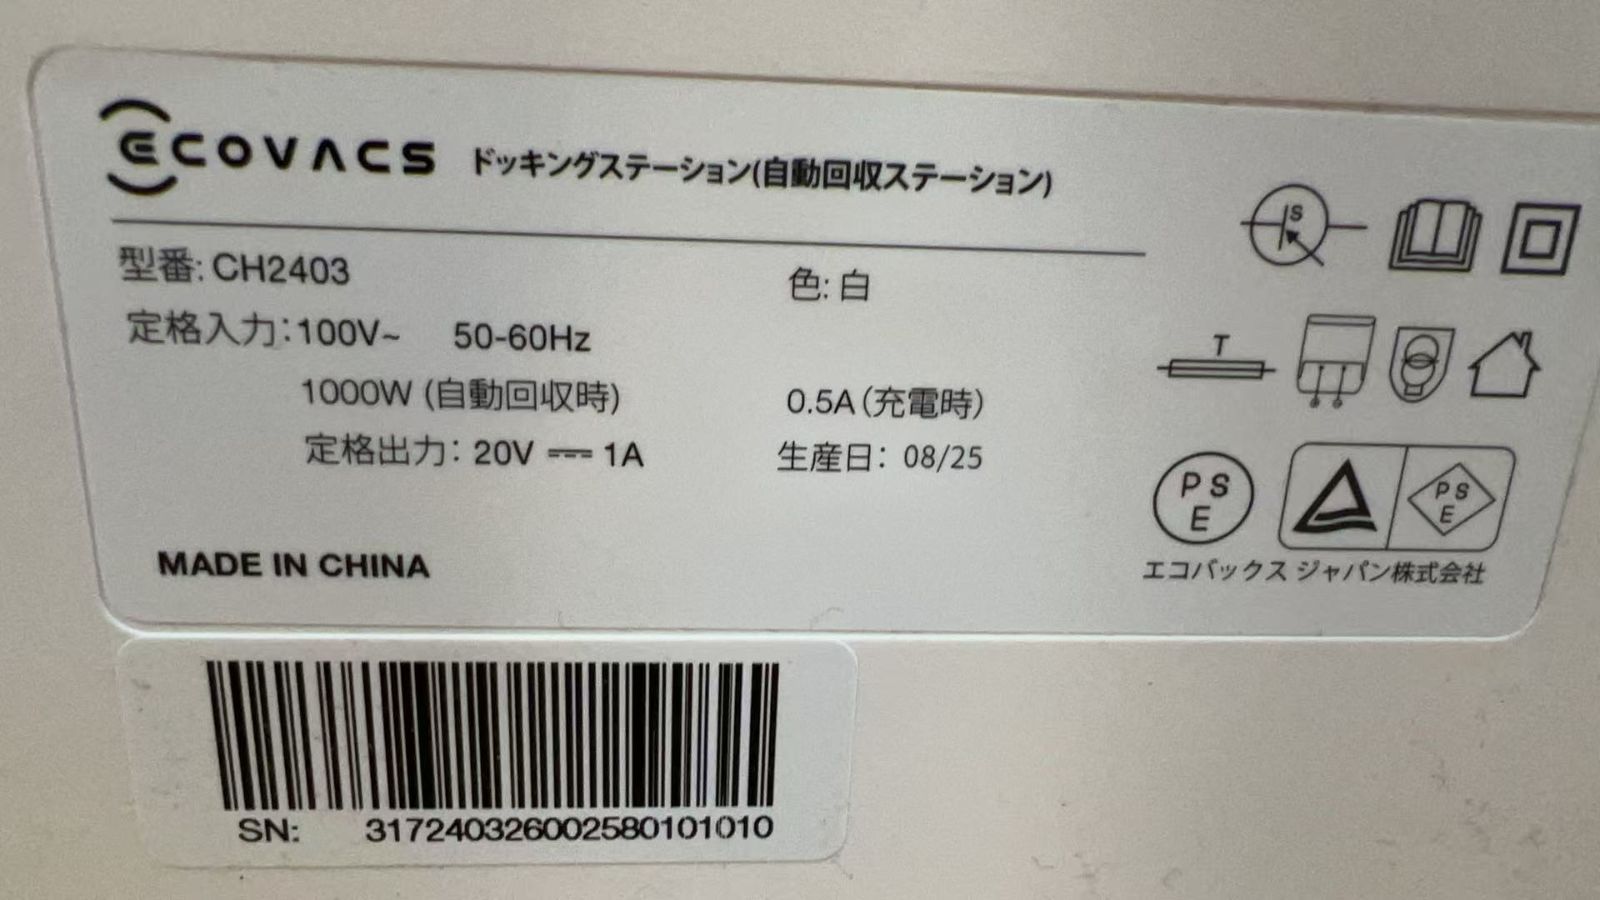 ECOVACS ドッキングステーション(自動回収ステーション)
型番: CH2403 色: 白
定格入力: 100V~ 50-60Hz
1000W (自動回収時) 0.5A (充電時)
定格出力: 20V ⎓ 1A 生産日: 08/25
MADE IN CHINA
S
T
PS
E
PS
E
エコバックス ジャパン株式会社
SN: 317240326002580101010